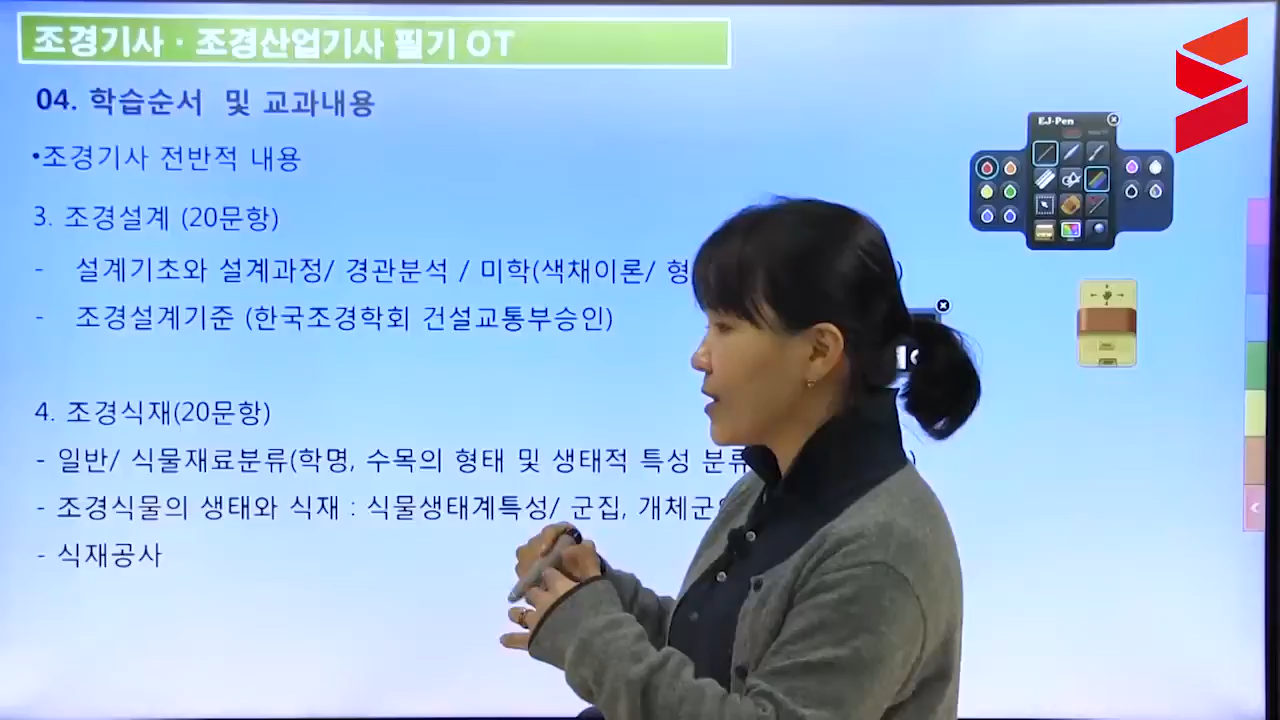 조경기사 · 조경산업기사 필기 OT
04. 학습순서 및 교과내용
•조경기사 전반적 내용
3. 조경설계 (20문항)
- 설계기초와 설계과정/ 경관분석 / 미학(색채이론/ 형
- 조경설계기준 (한국조경학회 건설교통부승인)
4. 조경식재(20문항)
- 일반/ 식물재료분류(학명, 수목의 형태 및 생태적 특성 분류
- 조경식물의 생태와 식재 : 식물생태계특성/ 군집, 개체군의
- 식재공사
EJ-Pen